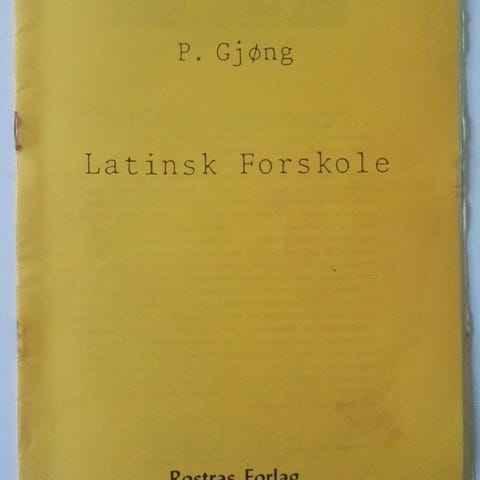 P. Gjøng
Latinsk Forskole
Rostras Forlag